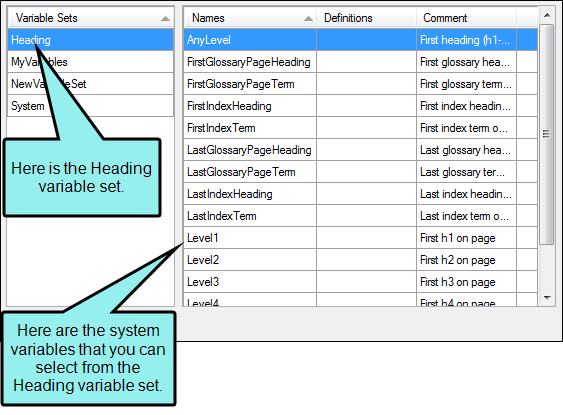 Variable Sets
Heading
MyVariables
NewVariableSet
System
Here is the Heading
variable set.
Names Definitions Comment
AnyLevel First heading (h1-...
FirstGlossaryPageHeading First glossary hea...
FirstGlossaryPageTerm First glossary term...
FirstIndexHeading First index headin...
FirstIndexTerm First index term o...
LastGlossaryPageHeading Last glossary hea...
LastGlossaryPageTerm Last glossary ter...
LastIndexHeading Last index headin...
LastIndexTerm Last index term o...
Level1 First h1 on page
Level2 First h2 on page
Level3 First h3 on page
Level4 First h4 on page
Here are the system
variables that you can
select from the
Heading variable set.